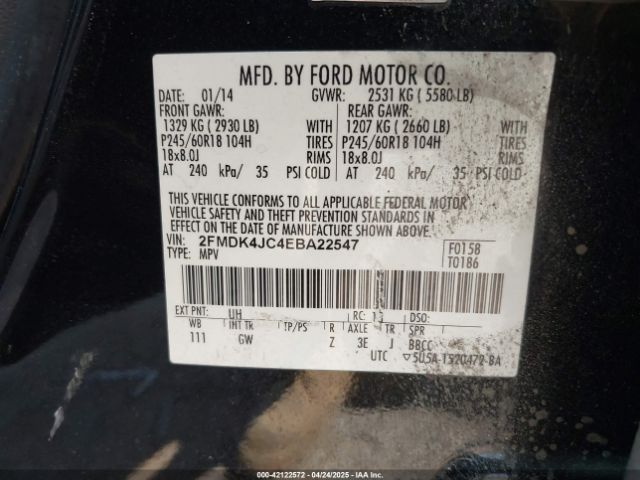 MFD. BY FORD MOTOR CO.
DATE: 01/14 GVWR: 2531 KG ( 5580 LB)
FRONT GAWR: REAR GAWR:
1329 KG ( 2930 LB) WITH 1207 KG ( 2660 LB) WITH
P245/60R18 104H TIRES P245/60R18 104H TIRES
18x8.0J RIMS 18x8.0J RIMS
AT 240 kPa/ 35 PSI COLD AT 240 kPa/ 35 PSI COLD
THIS VEHICLE CONFORMS TO ALL APPLICABLE FEDERAL MOTOR
VEHICLE SAFETY AND THEFT PREVENTION STANDARDS IN
EFFECT ON THE DATE OF MANUFACTURE SHOWN ABOVE.
VIN: 2FMDK4JC4EBA22547 F0158
TYPE: MPV T0186
EXT PNT: UH RC: 13 DSO:
WB INT TR TP/PS R AXLE TR SPR
111 GW Z 3E J BBCC
UTC ▽5U5A-1520472-BA
000-42122572 - 04/24/2025 - IAAI.COM